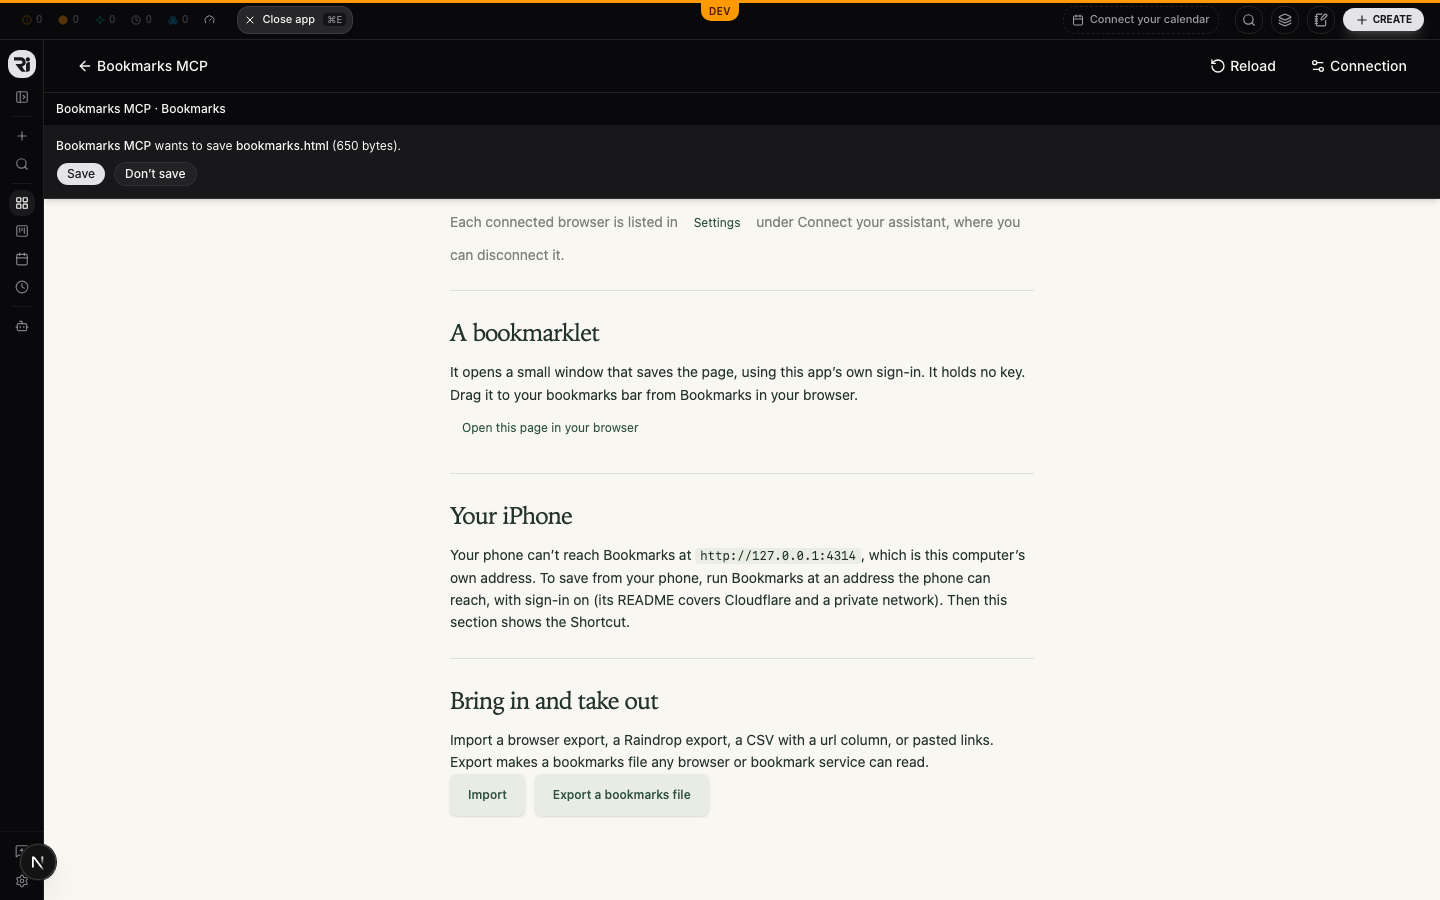 0 0 0 0 0
Close app ⌘E
DEV
Connect your calendar
CREATE
Bookmarks MCP
Reload
Connection
Bookmarks MCP · Bookmarks
Bookmarks MCP wants to save bookmarks.html (650 bytes).
Save
Don't save
Each connected browser is listed in Settings under Connect your assistant, where you
can disconnect it.
A bookmarklet
It opens a small window that saves the page, using this app's own sign-in. It holds no key.
Drag it to your bookmarks bar from Bookmarks in your browser.
Open this page in your browser
Your iPhone
Your phone can't reach Bookmarks at http://127.0.0.1:4314, which is this computer's
own address. To save from your phone, run Bookmarks at an address the phone can
reach, with sign-in on (its README covers Cloudflare and a private network). Then this
section shows the Shortcut.
Bring in and take out
Import a browser export, a Raindrop export, a CSV with a url column, or pasted links.
Export makes a bookmarks file any browser or bookmark service can read.
Import
Export a bookmarks file
N